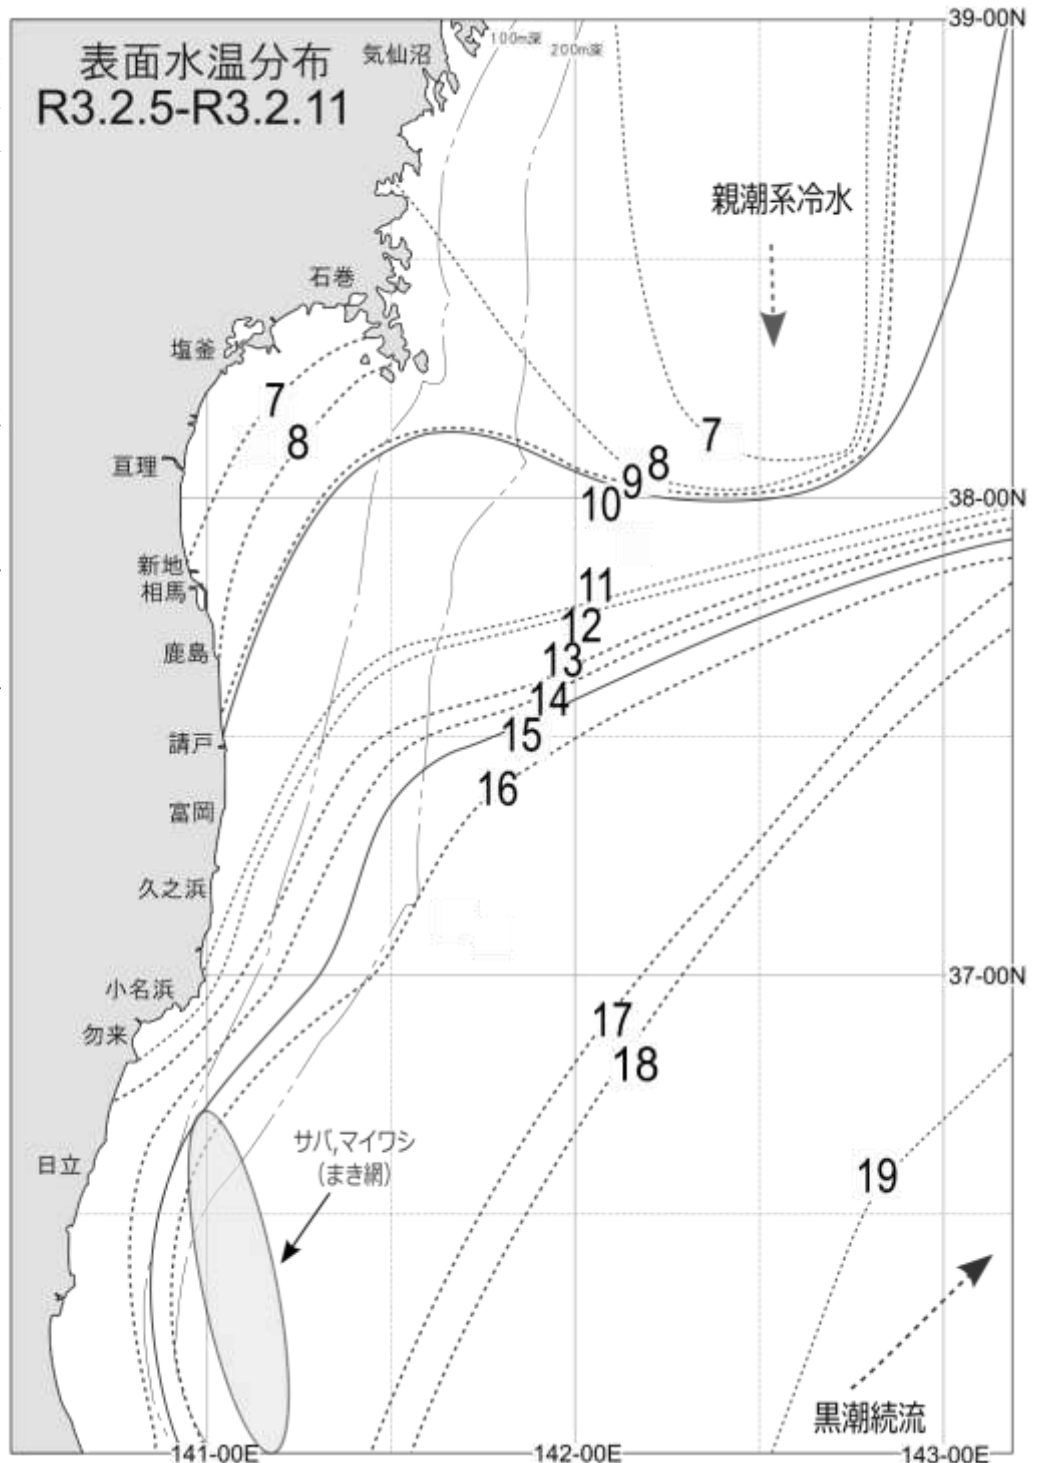 39-00N
表面水温分布
R3.2.5-R3.2.11
気仙沼
100m深
200m深
親潮系冷水
石巻
塩釜
7
8
7
8
9
10
亘理
38-00N
新地
相馬
11
12
13
14
15
16
鹿島
請戸
富岡
久之浜
37-00N
小名浜
勿来
17
18
日立
サバ,マイワシ
(まき網)
19
黒潮続流
141-00E
142-00E
143-00E